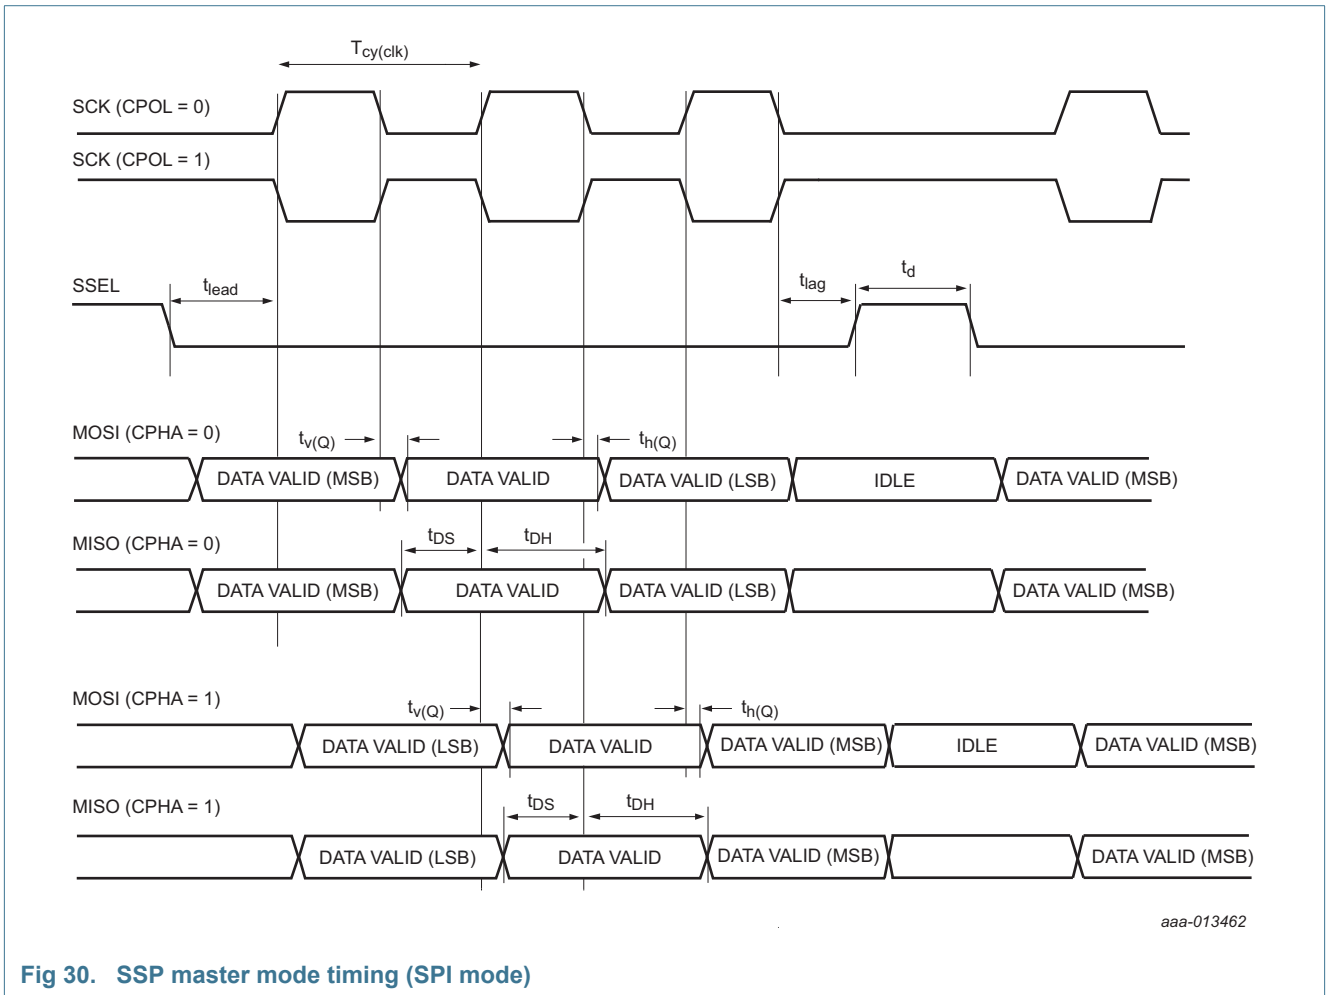 Tcy(clk)
SCK (CPOL = 0)
SCK (CPOL = 1)
SSEL
tlead
tlag
td
MOSI (CPHA = 0)
tv(Q)
th(Q)
DATA VALID (MSB) DATA VALID DATA VALID (LSB) IDLE DATA VALID (MSB)
MISO (CPHA = 0)
tDS
tDH
DATA VALID (MSB) DATA VALID DATA VALID (LSB) DATA VALID (MSB)
MOSI (CPHA = 1)
tv(Q)
th(Q)
DATA VALID (LSB) DATA VALID DATA VALID (MSB) IDLE DATA VALID (MSB)
MISO (CPHA = 1)
tDS
tDH
DATA VALID (LSB) DATA VALID DATA VALID (MSB) DATA VALID (MSB)
aaa-013462
Fig 30. SSP master mode timing (SPI mode)